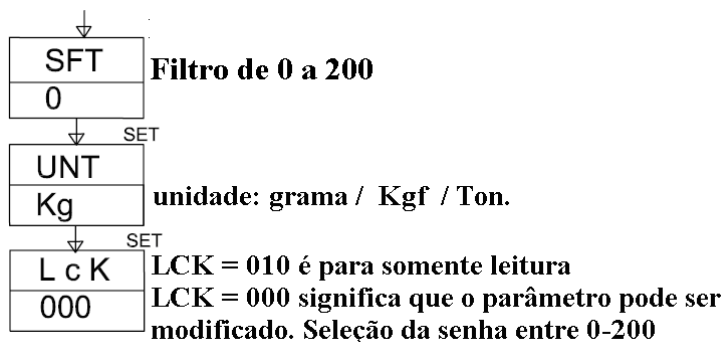 SFT
Filtro de 0 a 200
0
SET
UNT
Kg
unidade: grama / Kgf / Ton.
SET
L c K
LCK = 010 é para somente leitura
000
LCK = 000 significa que o parâmetro pode ser
modificado. Seleção da senha entre 0-200